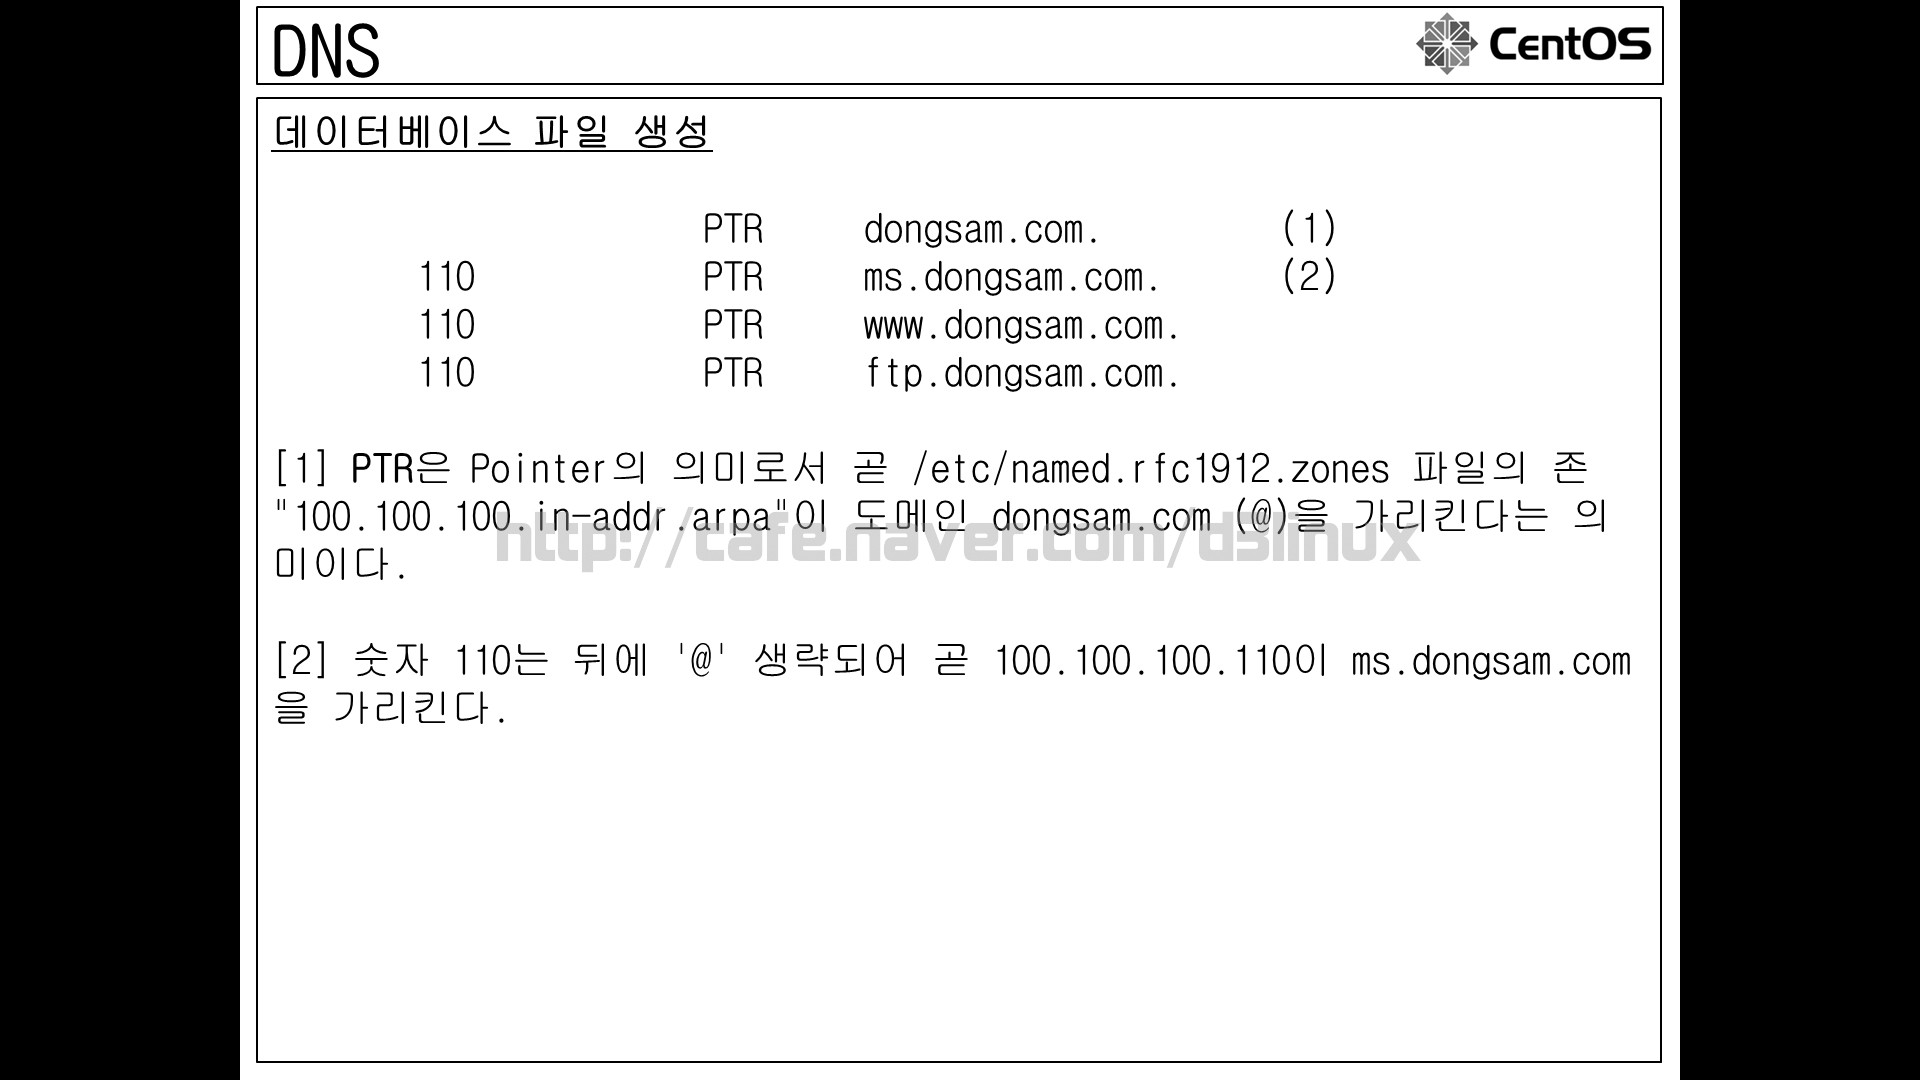 DNS
CentOS
데이터베이스 파일 생성
PTR dongsam.com. (1)
110 PTR ms.dongsam.com. (2)
110 PTR www.dongsam.com.
110 PTR ftp.dongsam.com.
[1] PTR은 Pointer의 의미로서 곧 /etc/named.rfc1912.zones 파일의 존
"100.100.100.in-addr.arpa"이 도메인 dongsam.com (@)을 가리킨다는 의
미이다.
http://cafe.naver.com/dslinux
[2] 숫자 110는 뒤에 '@' 생략되어 곧 100.100.100.110이 ms.dongsam.com
을 가리킨다.